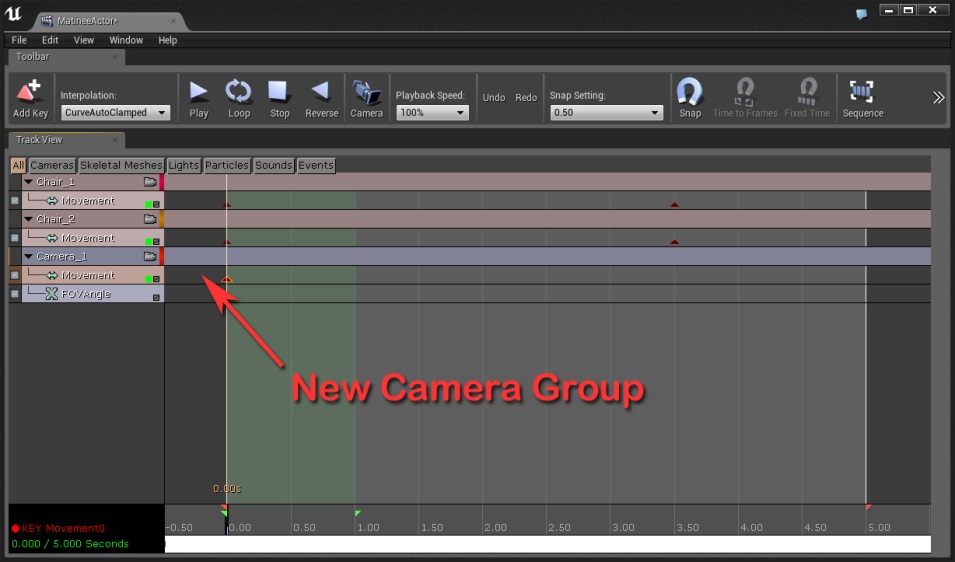 MatineeActor*
File Edit View Window Help
Toolbar
Add Key
Interpolation:
CurveAutoClamped
Play
Loop
Stop
Reverse
Camera
Playback Speed:
100%
Undo Redo
Snap Setting:
0.50
Snap
Time to Frames
Fixed Time
Sequence
Track View
All Cameras Skeletal Meshes Lights Particles Sounds Events
Chair_1
Movement
Chair_2
Movement
Camera_1
Movement
FOVAngle
New Camera Group
0.00s
KEY Movement0
-0.50 0.00 0.50 1.00 1.50 2.00 2.50 3.00 3.50 4.00 4.50 5.00
0.000 / 5.000 Seconds